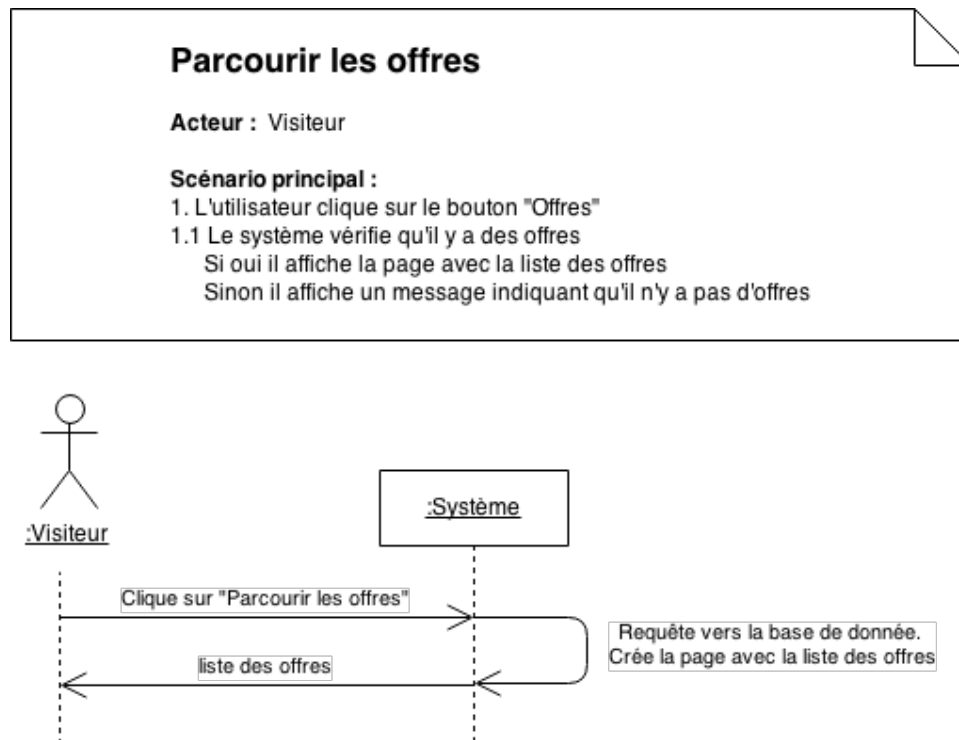 Parcourir les offres
Acteur : Visiteur
Scénario principal :
1. L'utilisateur clique sur le bouton "Offres"
1.1 Le système vérifie qu'il y a des offres
Si oui il affiche la page avec la liste des offres
Sinon il affiche un message indiquant qu'il n'y a pas d'offres
:Système
:Visiteur
Clique sur "Parcourir les offres"
Requête vers la base de donnée.
Crée la page avec la liste des offres
liste des offres